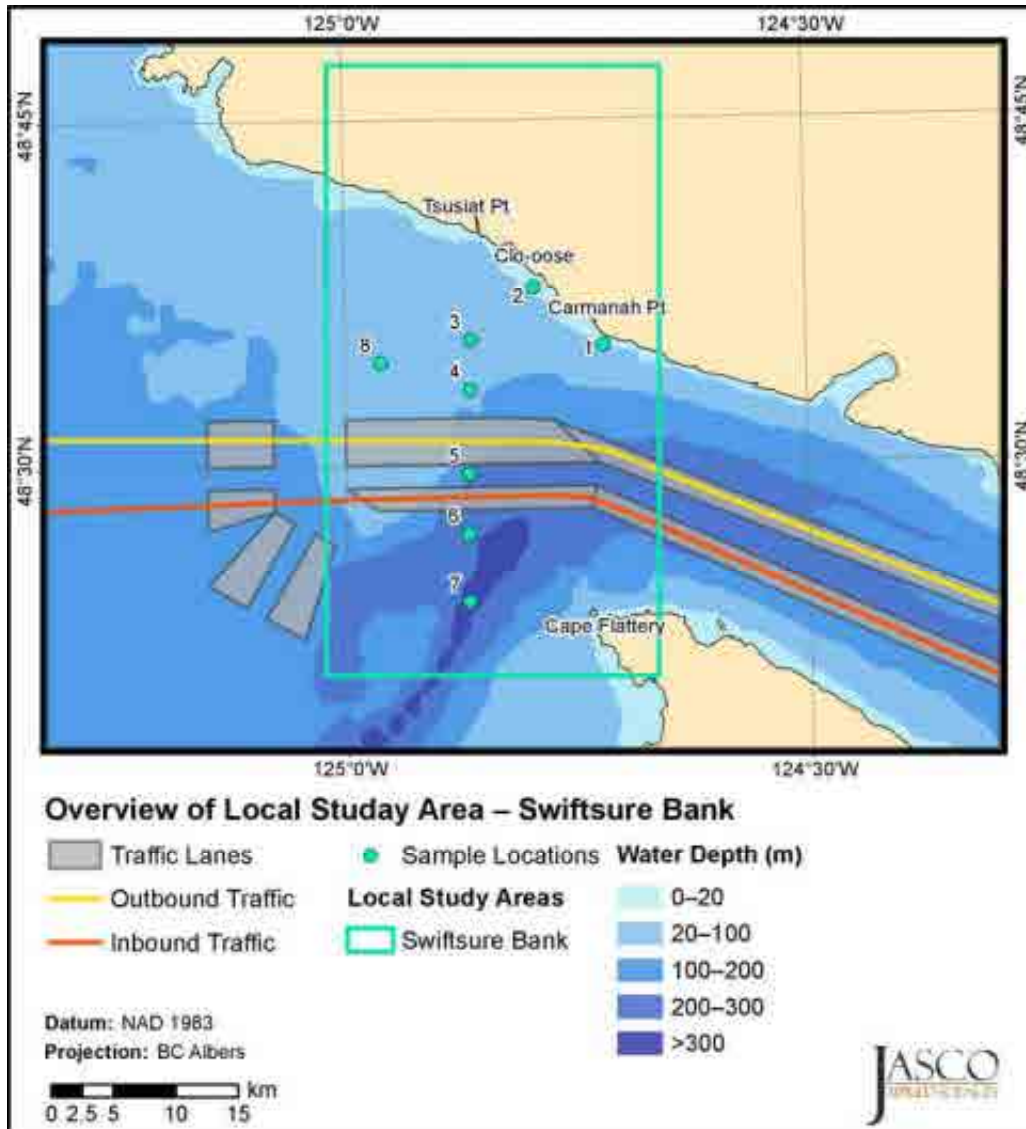 125°0'W 124°30'W
48°45'N 48°45'N
Tsusiat Pt
Clo-oose
2
Carmanah Pt
3
1
8
4
48°30'N 48°30'N
5
6
7
Cape Flattery
125°0'W 124°30'W
Overview of Local Studay Area – Swiftsure Bank
Traffic Lanes Sample Locations Water Depth (m)
Outbound Traffic Local Study Areas 0–20
Inbound Traffic Swiftsure Bank 20–100
100–200
200–300
>300
Datum: NAD 1983
Projection: BC Albers
km
0 2.5 5 10 15
JASCO